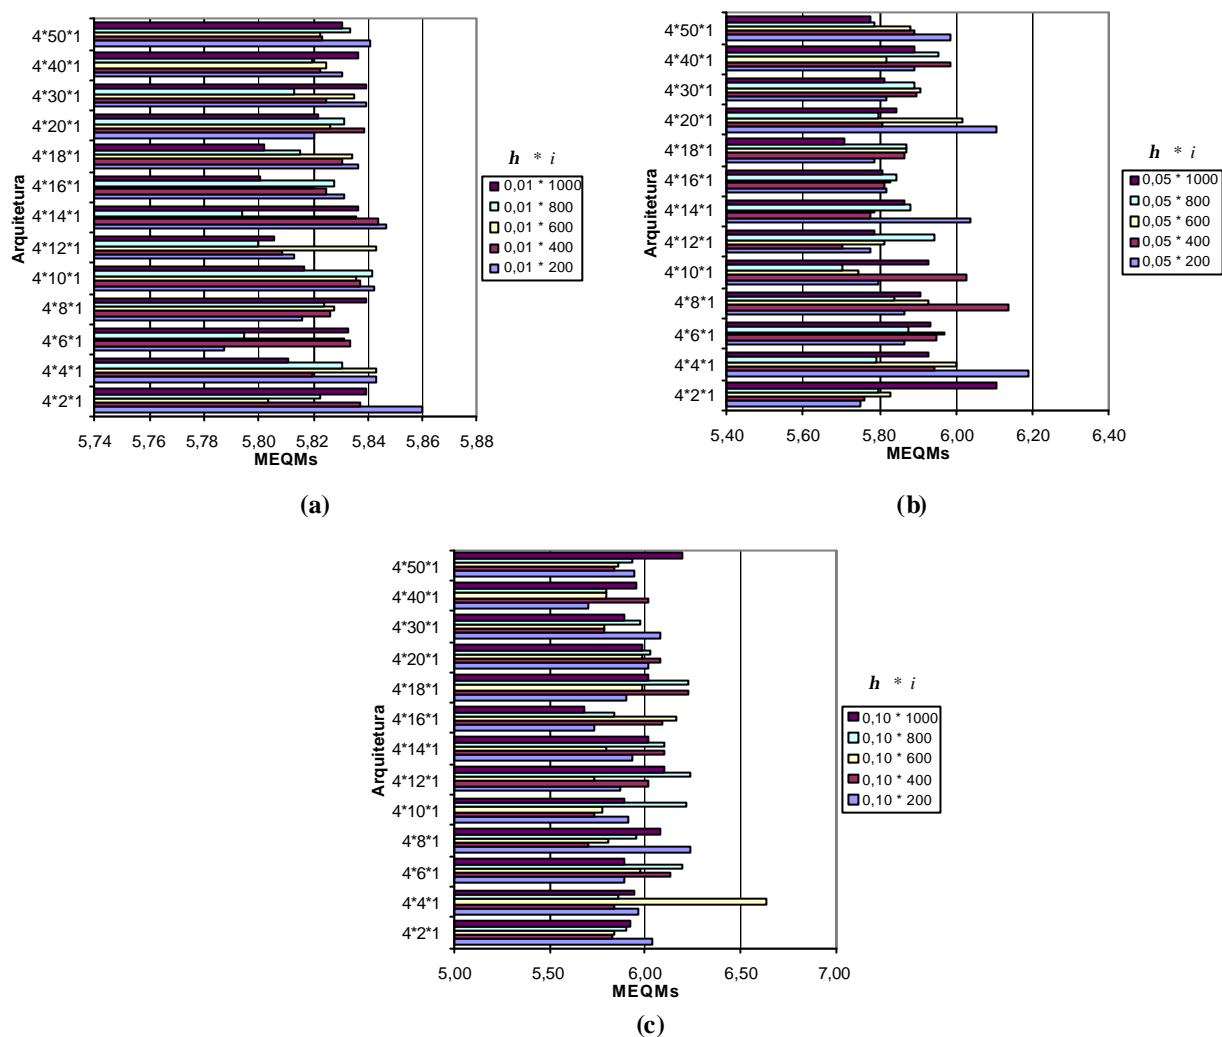 4*50*1
4*40*1
4*30*1
4*20*1
4*18*1
4*16*1
4*14*1
4*12*1
4*10*1
4*8*1
4*6*1
4*4*1
4*2*1
Arquitetura
5,74 5,76 5,78 5,80 5,82 5,84 5,86 5,88
MEQMs
h * i
0,01 * 1000
0,01 * 800
0,01 * 600
0,01 * 400
0,01 * 200
(a)
4*50*1
4*40*1
4*30*1
4*20*1
4*18*1
4*16*1
4*14*1
4*12*1
4*10*1
4*8*1
4*6*1
4*4*1
4*2*1
Arquitetura
5,40 5,60 5,80 6,00 6,20 6,40
MEQMs
h * i
0,05 * 1000
0,05 * 800
0,05 * 600
0,05 * 400
0,05 * 200
(b)
4*50*1
4*40*1
4*30*1
4*20*1
4*18*1
4*16*1
4*14*1
4*12*1
4*10*1
4*8*1
4*6*1
4*4*1
4*2*1
Arquitetura
5,00 5,50 6,00 6,50 7,00
MEQMs
h * i
0,10 * 1000
0,10 * 800
0,10 * 600
0,10 * 400
0,10 * 200
(c)